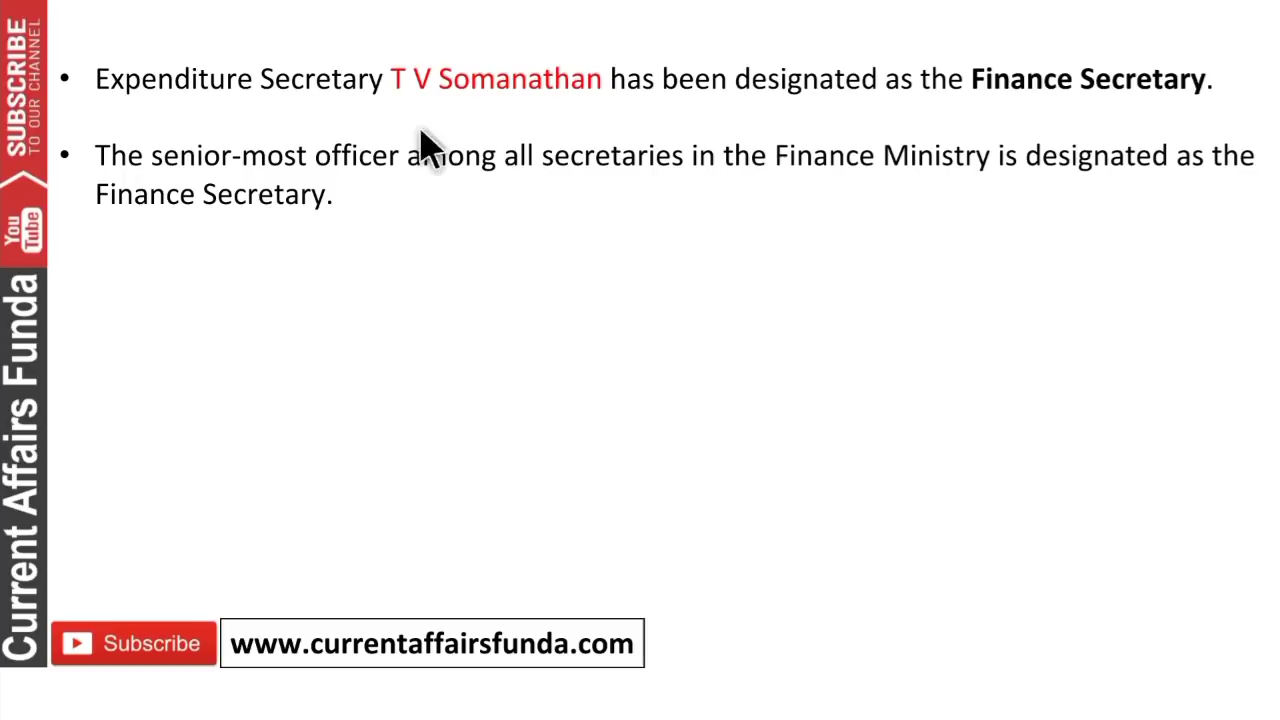 • Expenditure Secretary T V Somanathan has been designated as the Finance Secretary.
• The senior-most officer among all secretaries in the Finance Ministry is designated as the
Finance Secretary.
SUBSCRIBE
TO OUR CHANNEL
You
Tube
Current Affairs Funda
Subscribe
www.currentaffairsfunda.com